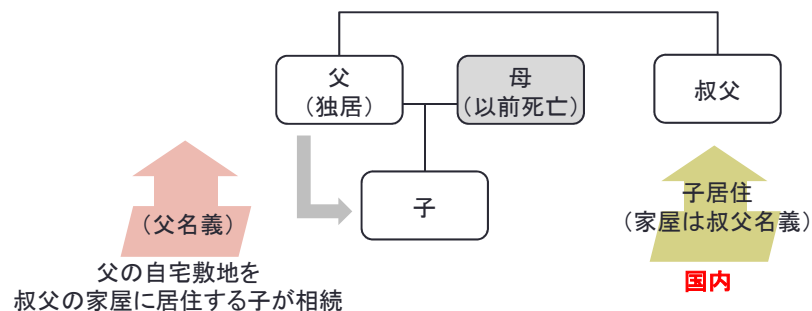 父
（独居）
母
（以前死亡）
叔父
子
（父名義）
子居住
（家屋は叔父名義）
国内
父の自宅敷地を
叔父の家屋に居住する子が相続